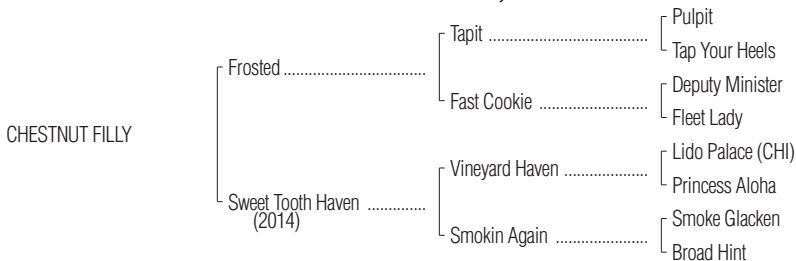 Pulpit
Tapit ......................................
Tap Your Heels
Frosted ..................................
Deputy Minister
Fast Cookie ..........................
Fleet Lady
CHESTNUT FILLY
Lido Palace (CHI)
Vineyard Haven ....................
Princess Aloha
Sweet Tooth Haven ..............
(2014)
Smoke Glacken
Smokin Again ......................
Broad Hint